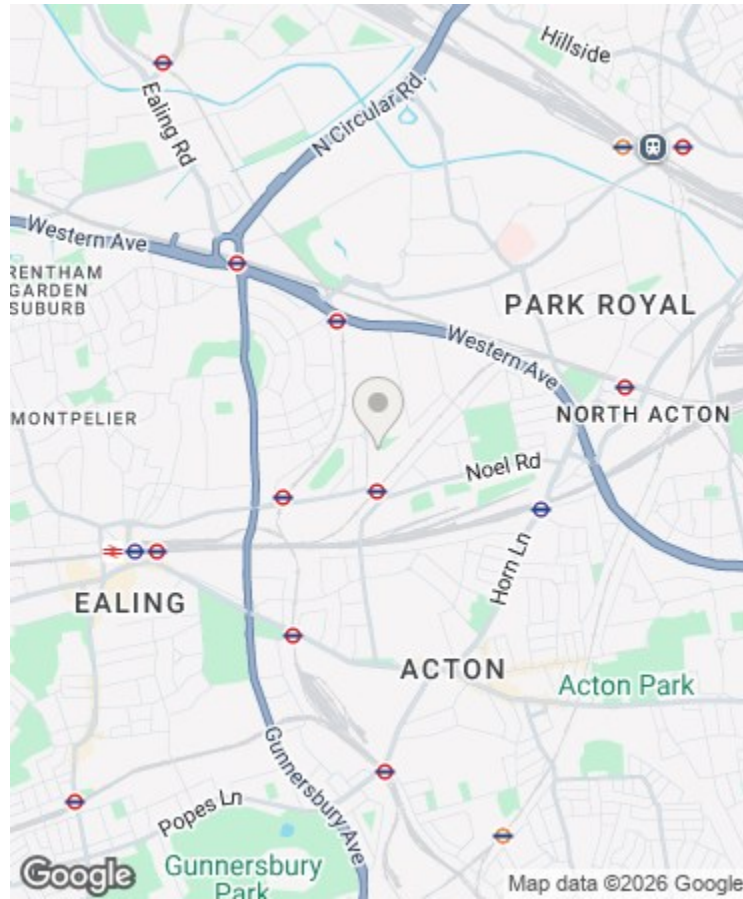 Hillside
Ealing Rd
N Circular Rd.
Western Ave
RENTHAM
GARDEN
SUBURB
PARK ROYAL
Western Ave
MONTPELIER
NORTH ACTON
Noel Rd
Horn Ln
EALING
ACTON
Acton Park
Gunnersbury Ave
Popes Ln
Gunnersbury
Park
Google
Map data ©2026 Google